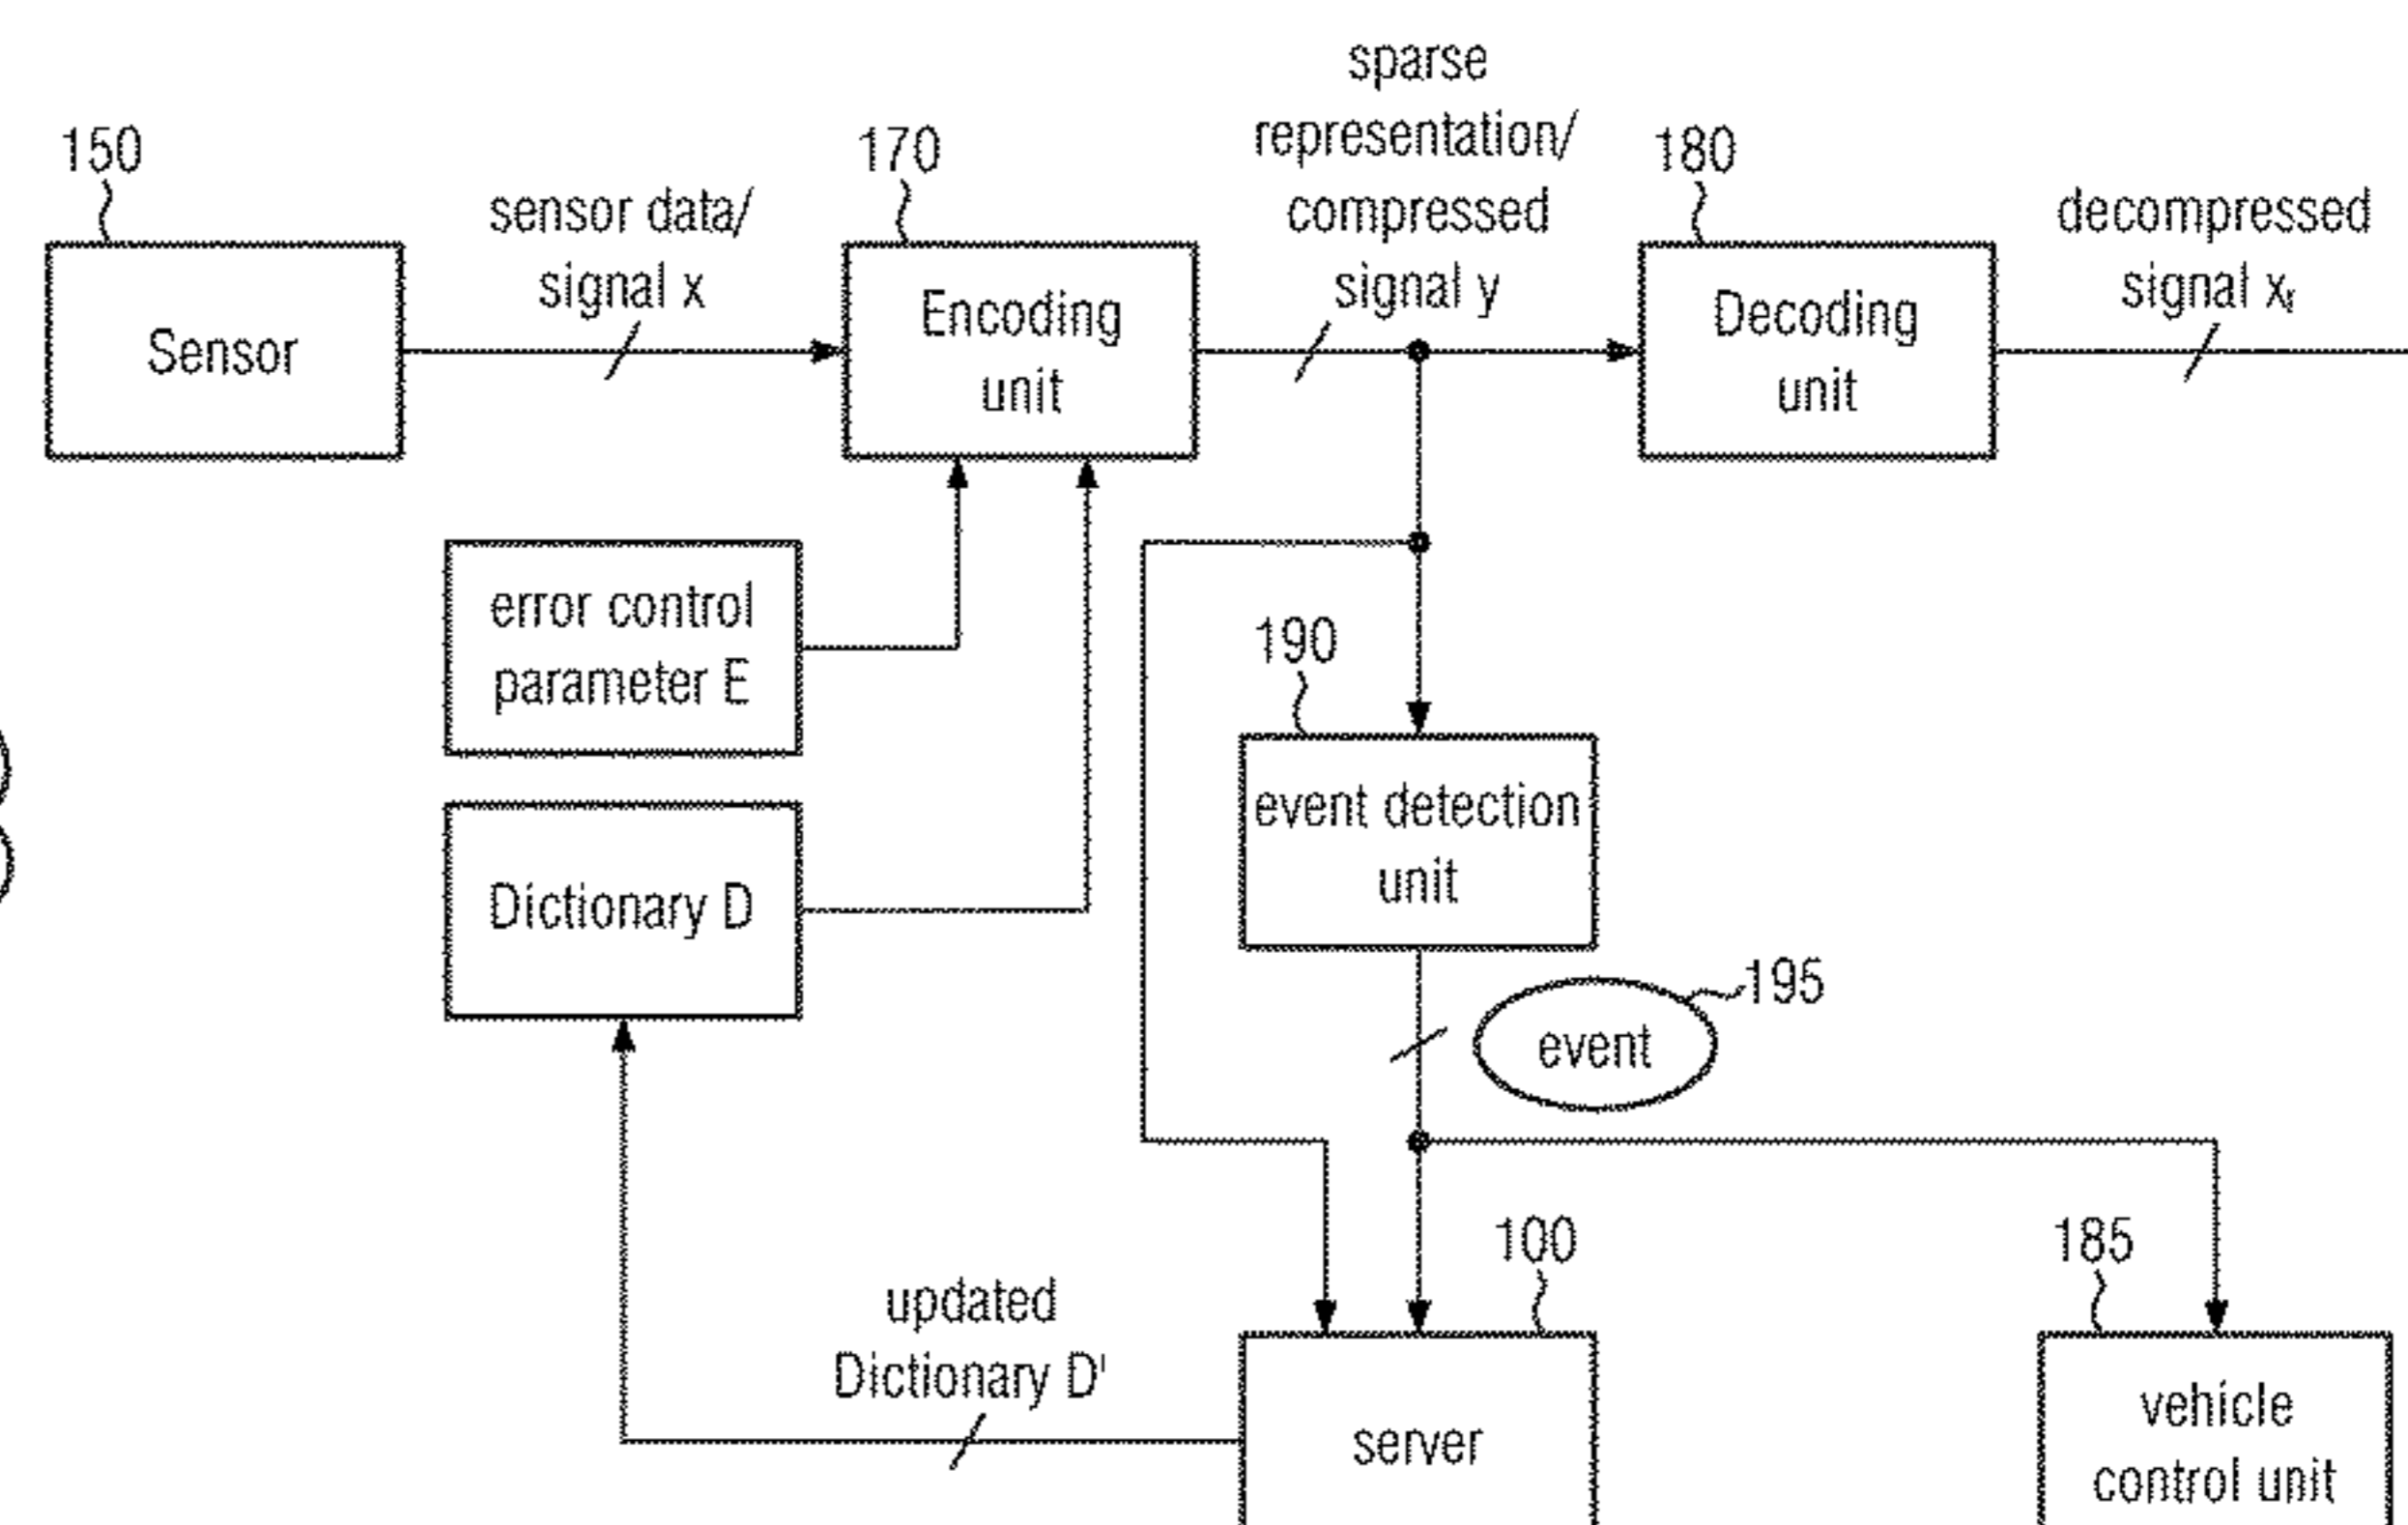 150
Sensor
sensor data/
signal x
170
Encoding
unit
sparse
representation/
compressed
signal y
180
Decoding
unit
decompressed
signal xr
error control
parameter E
Dictionary D
190
event detection
unit
195
event
updated
Dictionary D'
100
server
185
vehicle
control unit